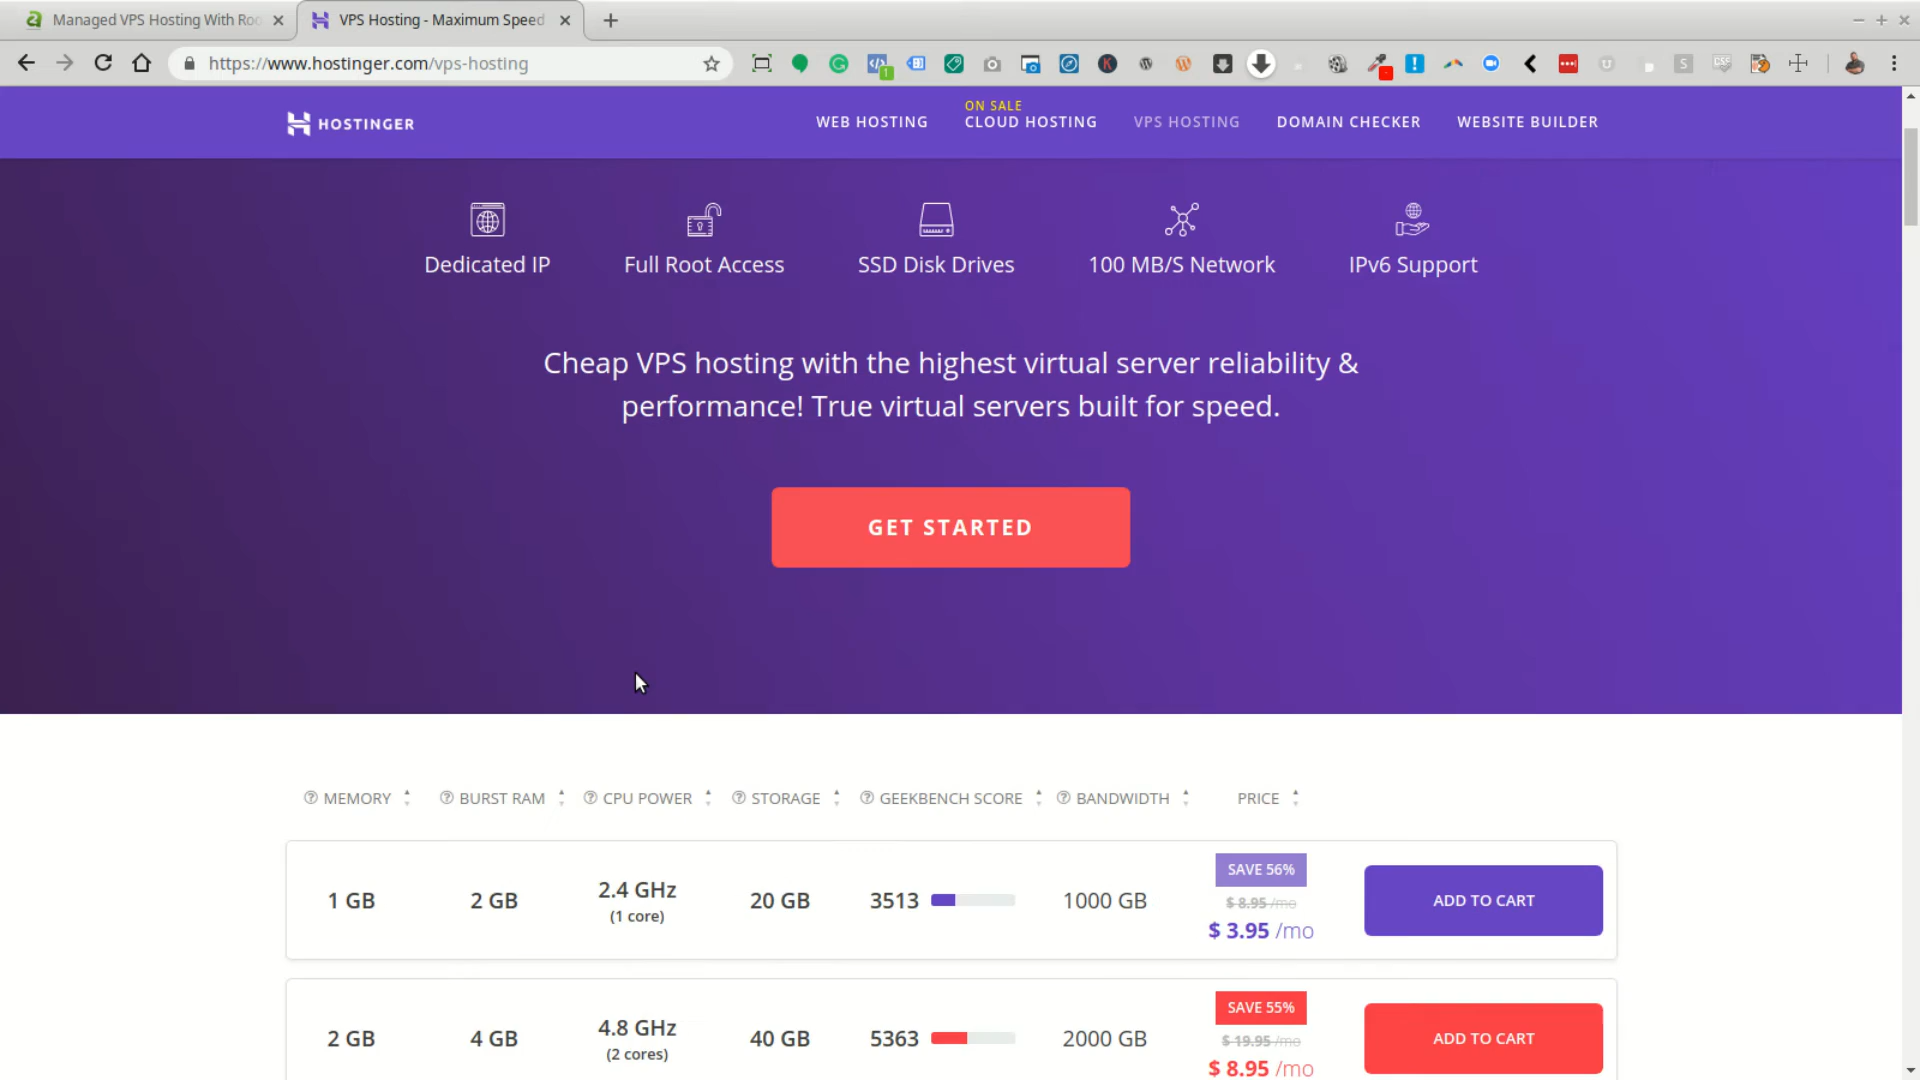 Managed VPS Hosting With Roo
VPS Hosting - Maximum Speed
https://www.hostinger.com/vps-hosting
HOSTINGER
WEB HOSTING
ON SALE
CLOUD HOSTING
VPS HOSTING
DOMAIN CHECKER
WEBSITE BUILDER
Dedicated IP
Full Root Access
SSD Disk Drives
100 MB/S Network
IPv6 Support
Cheap VPS hosting with the highest virtual server reliability &
performance! True virtual servers built for speed.
GET STARTED
MEMORY
BURST RAM
CPU POWER
STORAGE
GEEKBENCH SCORE
BANDWIDTH
PRICE
1 GB
2 GB
2.4 GHz
(1 core)
20 GB
3513
1000 GB
SAVE 56%
$ 8.95 /mo
$ 3.95 /mo
ADD TO CART
2 GB
4 GB
4.8 GHz
(2 cores)
40 GB
5363
2000 GB
SAVE 55%
$ 19.95 /mo
$ 8.95 /mo
ADD TO CART